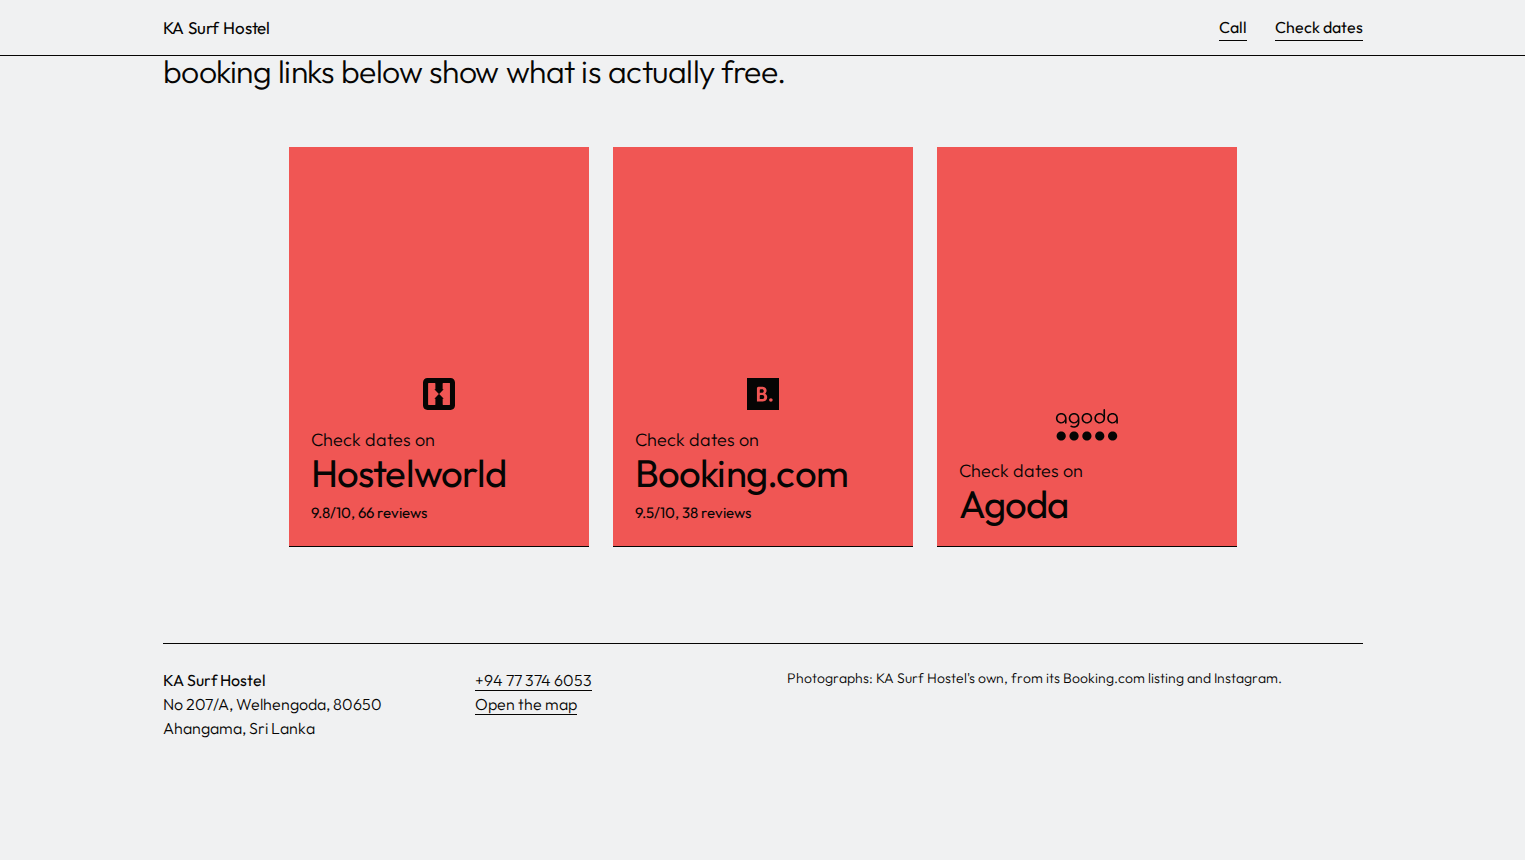 KA Surf Hostel
Call
Check dates
booking links below show what is actually free.
B.
Check dates on
Hostelworld
9.8/10, 66 reviews
Check dates on
Booking.com
9.5/10, 38 reviews
agoda
Check dates on
Agoda
KA Surf Hostel
No 207/A, Welhengoda, 80650
Ahangama, Sri Lanka
+94 77 374 6053
Open the map
Photographs: KA Surf Hostel's own, from its Booking.com listing and Instagram.